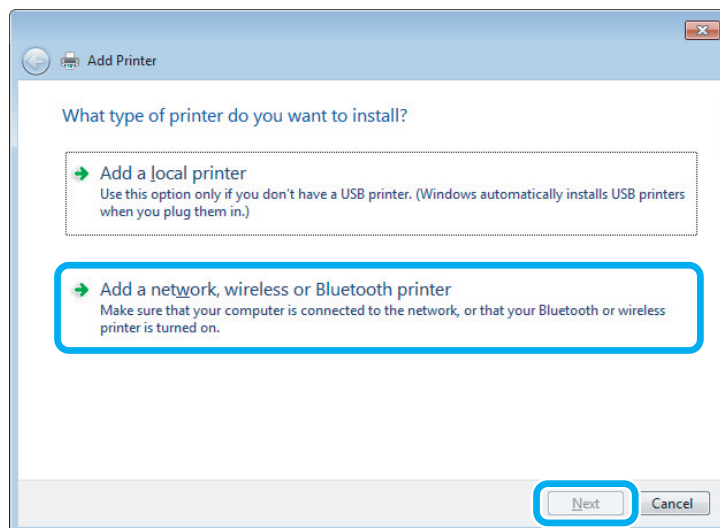 Add Printer
What type of printer do you want to install?
Add a local printer
Use this option only if you don't have a USB printer. (Windows automatically installs USB printers
when you plug them in.)
Add a network, wireless or Bluetooth printer
Make sure that your computer is connected to the network, or that your Bluetooth or wireless
printer is turned on.
Next
Cancel